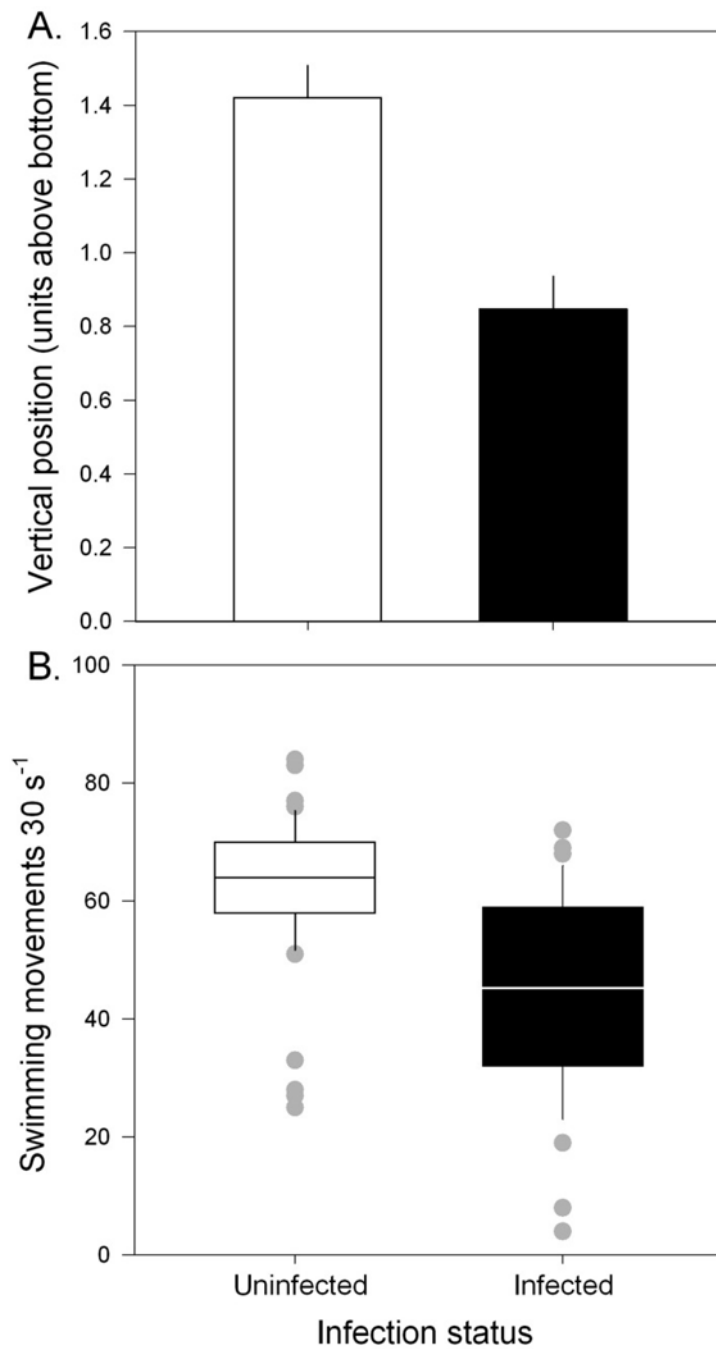 A.
Vertical position (units above bottom)
1.6
1.4
1.2
1.0
0.8
0.6
0.4
0.2
0.0
B.
Swimming movements 30 s⁻¹
100
80
60
40
20
0
Uninfected
Infected
Infection status